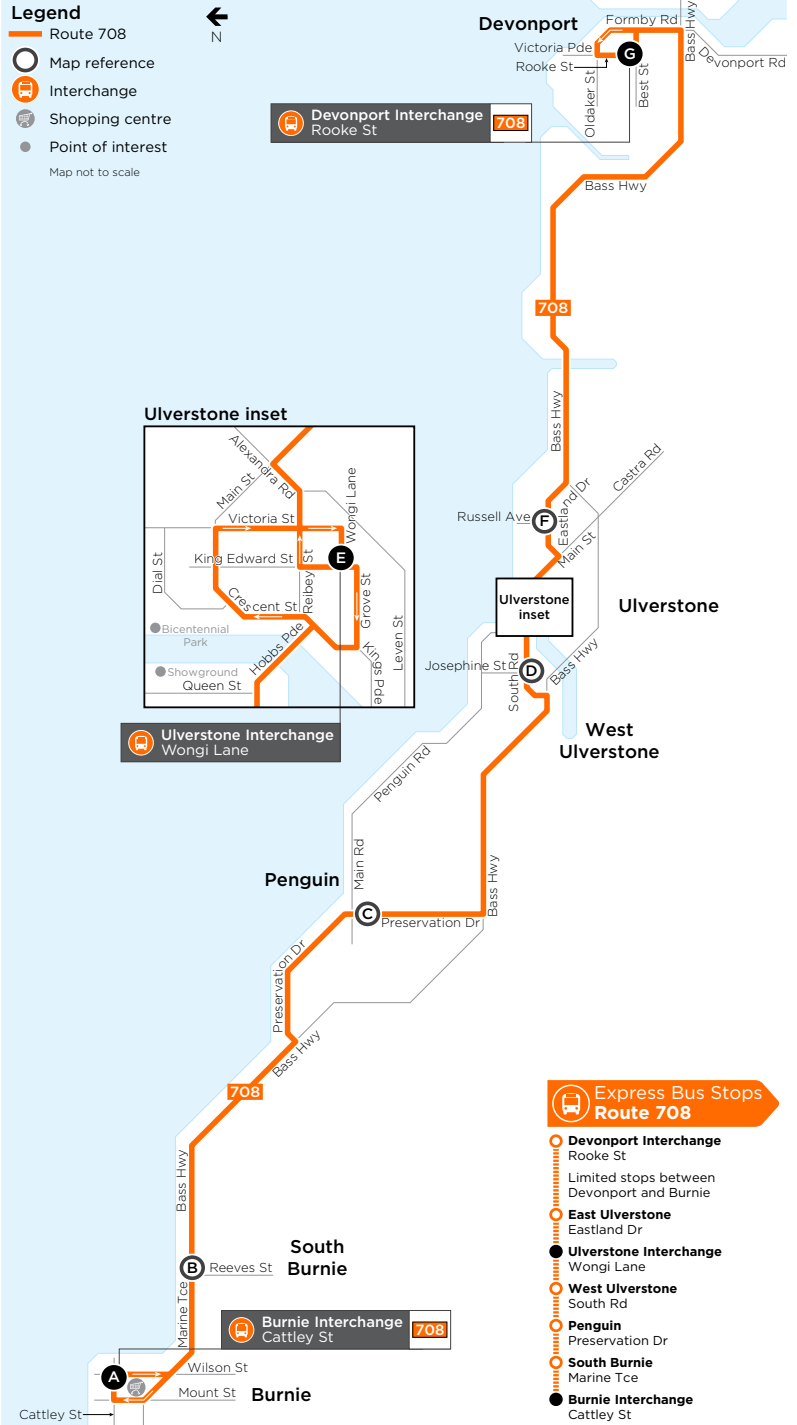 Legend
Route 708
Map reference
Interchange
Shopping centre
Point of interest
Map not to scale
N
Devonport
Formby Rd
Bass Hwy
Devonport Rd
Victoria Pde
Rooke St
G
Oldaker St
Best St
Devonport Interchange
Rooke St
708
Bass Hwy
708
Bass Hwy
Castra Rd
Eastland Dr
Russell Ave
F
Main St
Ulverstone
inset
Ulverstone
Josephine St
D
South Rd
Bass Hwy
West
Ulverstone
Ulverstone inset
Alexandra Rd
Main St
Wongi Lane
Victoria St
E
King Edward St
Dial St
Reibey St
Grove St
Crescent St
Leven St
Bicentennial
Park
Hobbs Pde
Kings Pde
Showground
Queen St
Ulverstone Interchange
Wongi Lane
Penguin Rd
Main Rd
Penguin
C
Preservation Dr
Bass Hwy
Preservation Dr
Bass Hwy
708
Bass Hwy
South
Burnie
B
Reeves St
Marine Tce
Burnie Interchange
Cattley St
708
A
Wilson St
Mount St
Burnie
Cattley St
Express Bus Stops
Route 708
Devonport Interchange
Rooke St
Limited stops between
Devonport and Burnie
East Ulverstone
Eastland Dr
Ulverstone Interchange
Wongi Lane
West Ulverstone
South Rd
Penguin
Preservation Dr
South Burnie
Marine Tce
Burnie Interchange
Cattley St